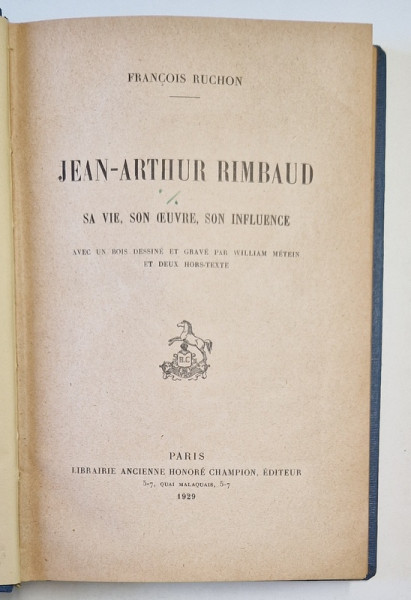 FRANÇOIS RUCHON
JEAN-ARTHUR RIMBAUD
SA VIE, SON ŒUVRE, SON INFLUENCE
AVEC UN BOIS DESSINÉ ET GRAVÉ PAR WILLIAM MÉTEIN
ET DEUX HORS-TEXTE
H.C
PARIS
LIBRAIRIE ANCIENNE HONORÉ CHAMPION, ÉDITEUR
5-7, QUAI MALAQUAIS, 5-7
1929